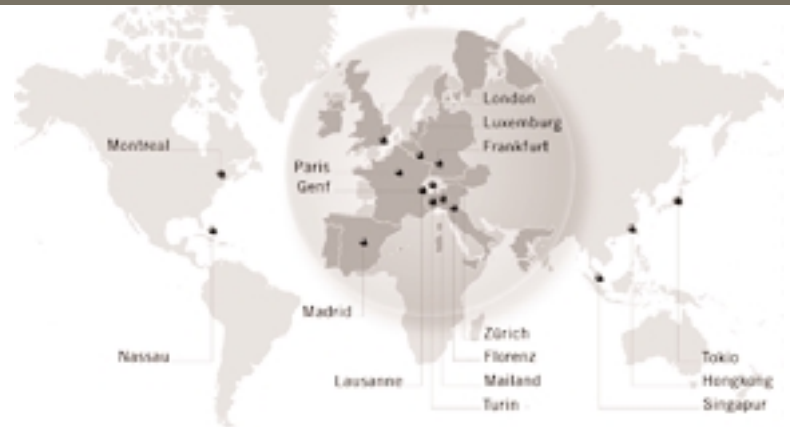 London
Luxemburg
Frankfurt
Montreal
Paris
Genf
Madrid
Nassau
Lausanne
Zürich
Florenz
Mailand
Turin
Tokio
Hongkong
Singapur